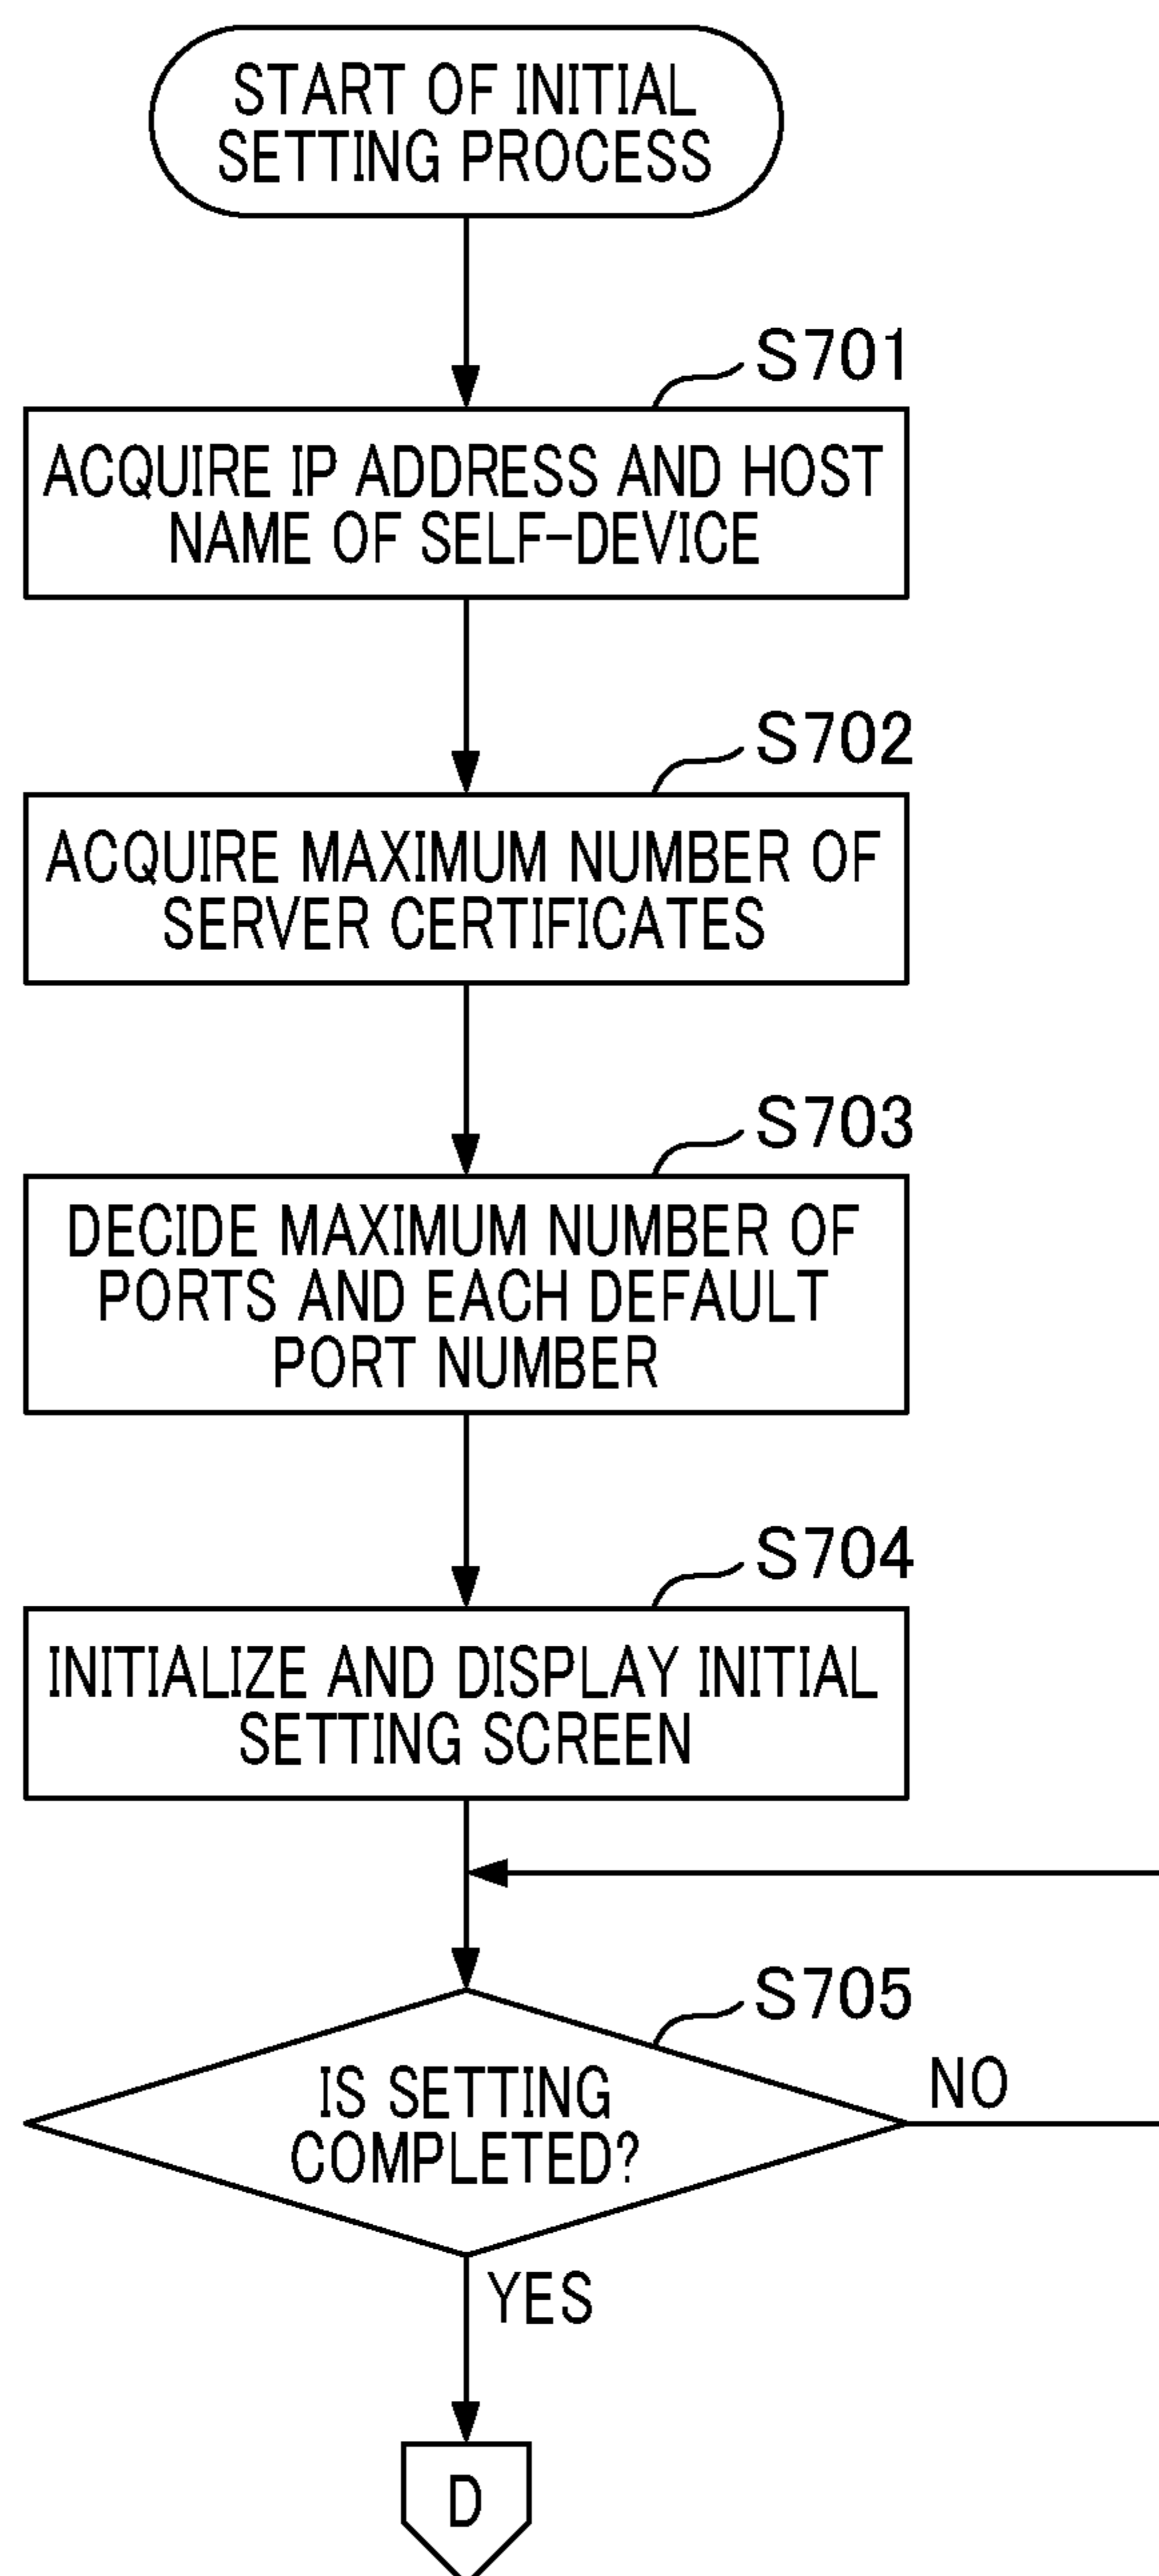 START OF INITIAL
SETTING PROCESS
S701
ACQUIRE IP ADDRESS AND HOST
NAME OF SELF-DEVICE
S702
ACQUIRE MAXIMUM NUMBER OF
SERVER CERTIFICATES
S703
DECIDE MAXIMUM NUMBER OF
PORTS AND EACH DEFAULT
PORT NUMBER
S704
INITIALIZE AND DISPLAY INITIAL
SETTING SCREEN
S705
IS SETTING
COMPLETED?
NO
YES
D